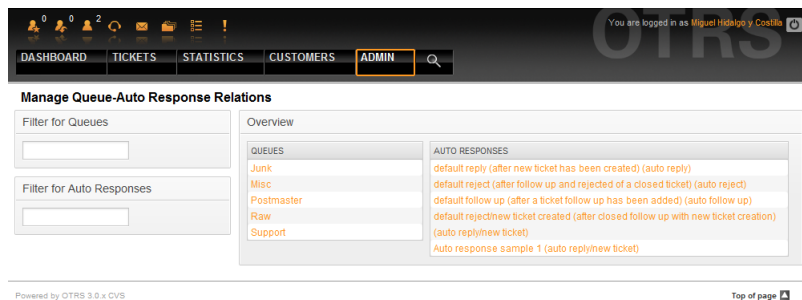 0 0 2
You are logged in as Miguel Hidalgo y Costilla
OTRS
DASHBOARD TICKETS STATISTICS CUSTOMERS ADMIN
Manage Queue-Auto Response Relations
Filter for Queues
Filter for Auto Responses
Overview
QUEUES AUTO RESPONSES
Junk default reply (after new ticket has been created) (auto reply)
Misc default reject (after follow up and rejected of a closed ticket) (auto reject)
Postmaster default follow up (after a ticket follow up has been added) (auto follow up)
Raw default reject/new ticket created (after closed follow up with new ticket creation)
Support (auto reply/new ticket)
Auto response sample 1 (auto reply/new ticket)
Powered by OTRS 3.0.x CVS Top of page